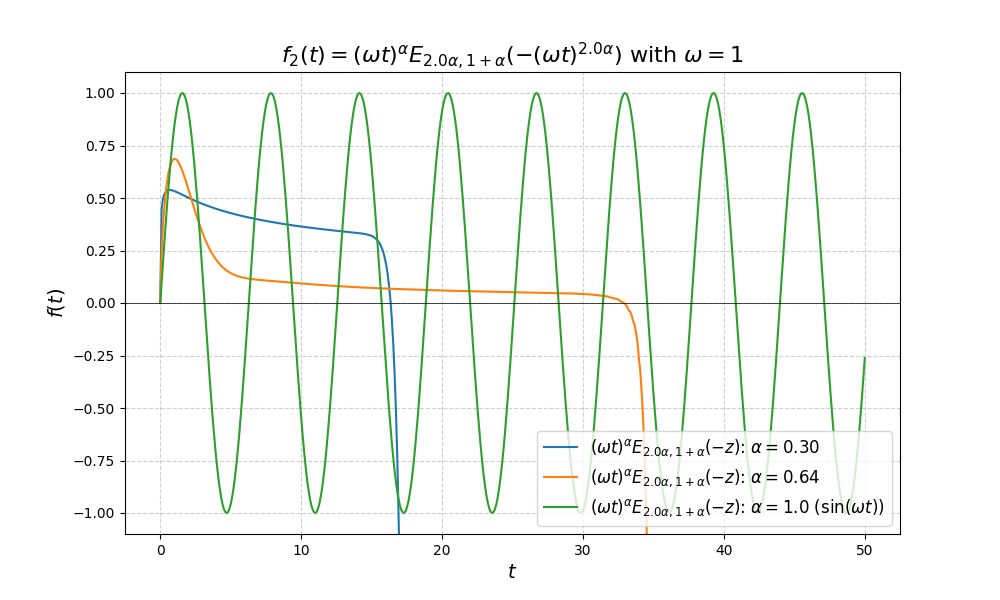 f₂(t) = (ωt)^α E_{2.0α, 1+α}(−(ωt)^{2.0α}) with ω = 1
1.00
0.75
0.50
0.25
0.00
−0.25
−0.50
−0.75
−1.00
f(t)
(ωt)^α E_{2.0α, 1+α}(−z): α = 0.30
(ωt)^α E_{2.0α, 1+α}(−z): α = 0.64
(ωt)^α E_{2.0α, 1+α}(−z): α = 1.0 (sin(ωt))
0 10 20 30 40 50
t